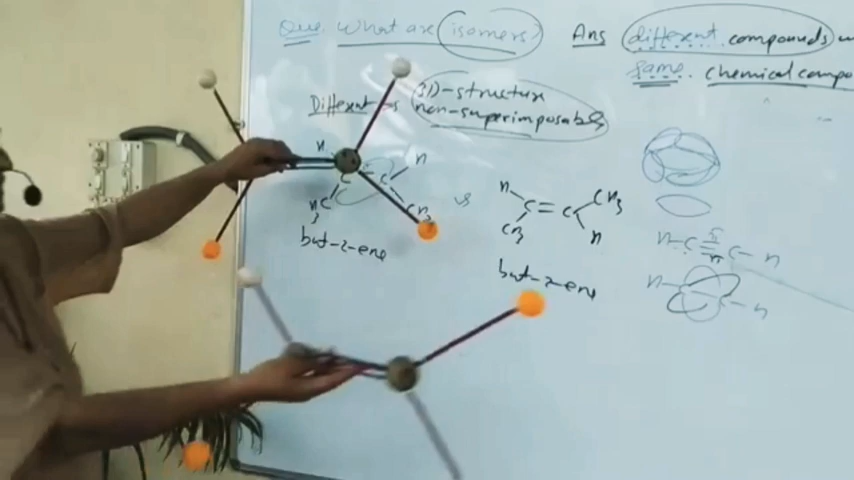 Que. What are isomers? Ans different compounds
same. chemical compo
Different 3D-structure
non-superimposable
H H
C = C
H3C CH3
but-2-ene
vs
H CH3
C=C
CH3 H
but-2-ene
H-C C-H
H H